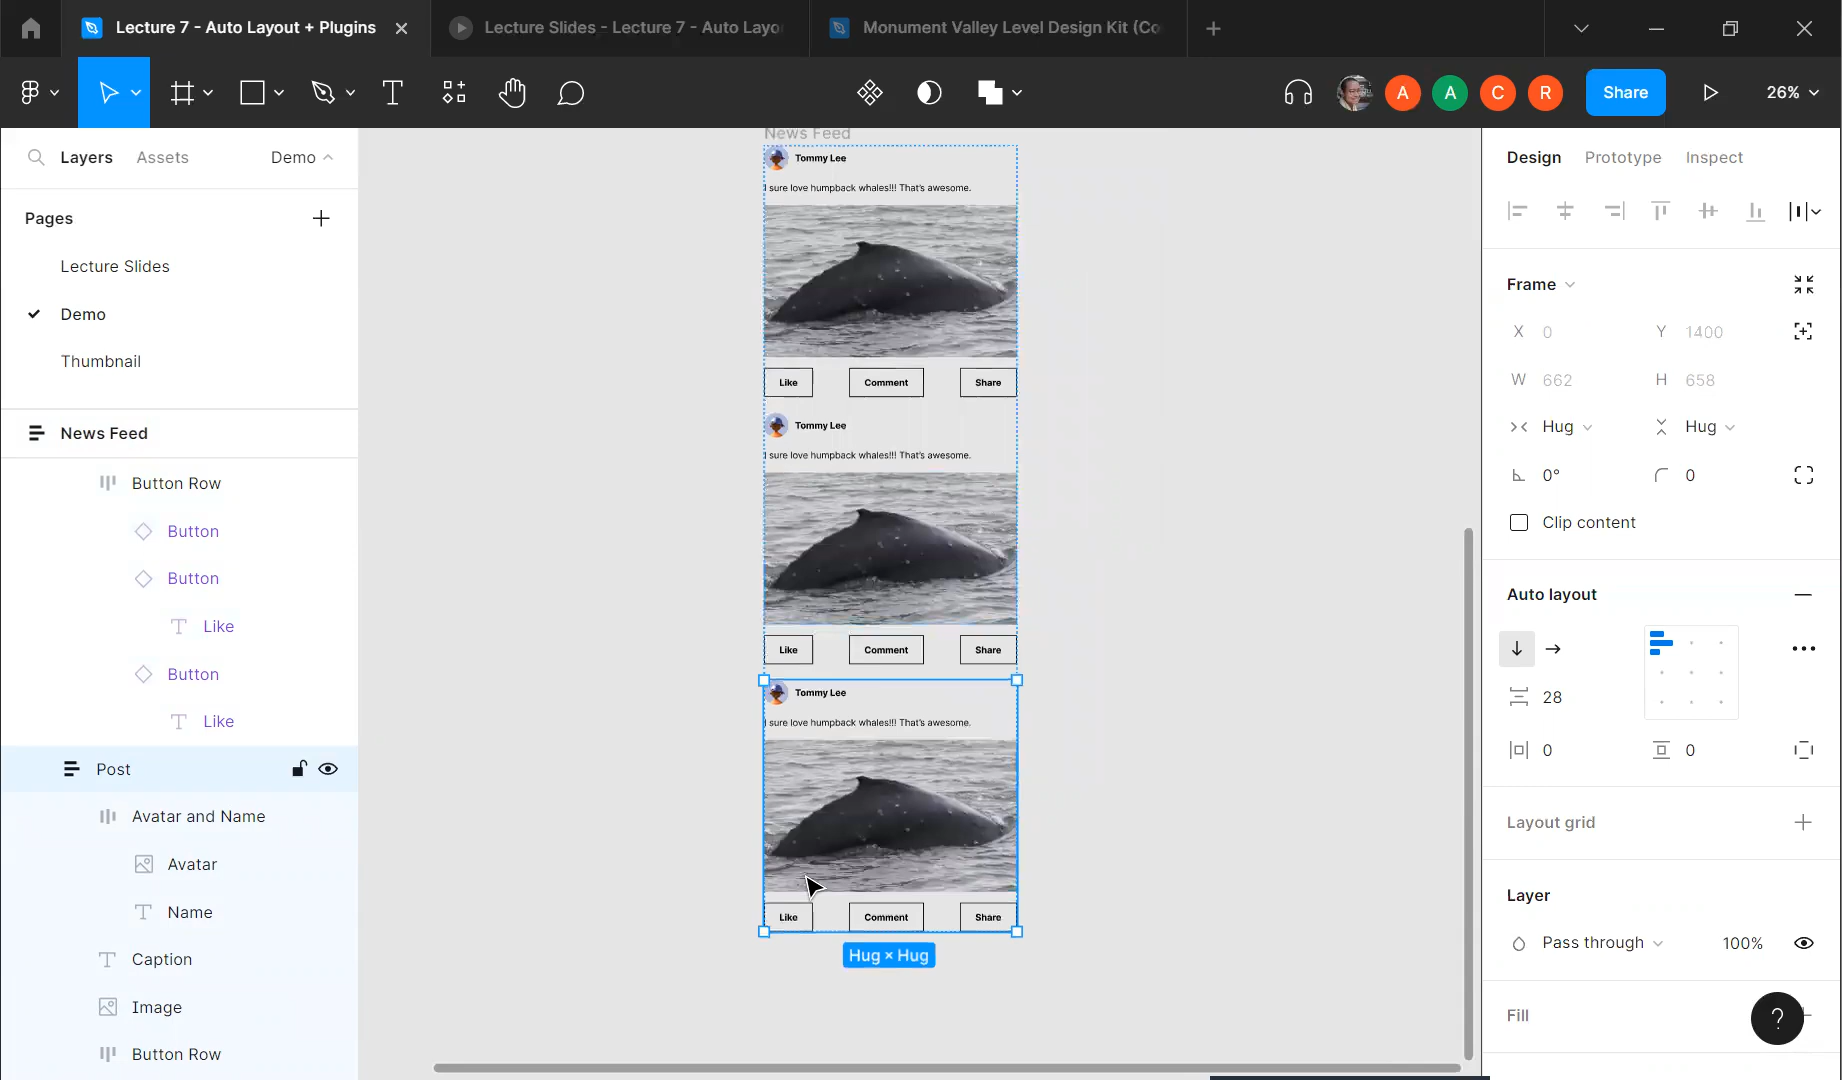 Lecture 7 - Auto Layout + Plugins
Lecture Slides - Lecture 7 - Auto Layo
Monument Valley Level Design Kit (Co
A
A
C
R
Share
26%
Layers
Assets
Demo
Pages
Lecture Slides
Demo
Thumbnail
News Feed
Button Row
Button
Button
Like
Button
Like
Post
Avatar and Name
Avatar
Name
Caption
Image
Button Row
News Feed
Tommy Lee
I sure love humpback whales!!! That's awesome.
Like
Comment
Share
Tommy Lee
I sure love humpback whales!!! That's awesome.
Like
Comment
Share
Tommy Lee
I sure love humpback whales!!! That's awesome.
Like
Comment
Share
Hug × Hug
Design
Prototype
Inspect
Frame
X 0
Y 1400
W 662
H 658
Hug
Hug
0°
0
Clip content
Auto layout
28
0
0
Layout grid
Layer
Pass through
100%
Fill
?